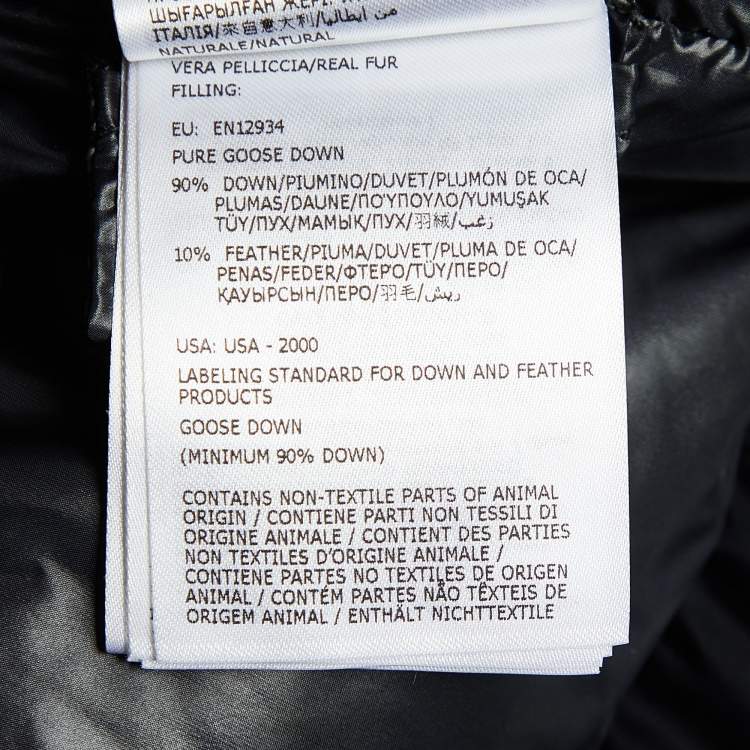 ШЫҒАРЫЛҒАН ЖЕРІ:
ІТАЛІЯ/來自意大利/من ايطاليا
NATURALE/NATURAL
VERA PELLICCIA/REAL FUR
FILLING:
EU: EN12934
PURE GOOSE DOWN
90% DOWN/PIUMINO/DUVET/PLUMÓN DE OCA/
PLUMAS/DAUNE/ΠΟΎΠΟΥΛΟ/YUMUŞAK
TÜY/ПУХ/МАМЫҚ/ПУХ/羽絨/زغب
10% FEATHER/PIUMA/DUVET/PLUMA DE OCA/
PENAS/FEDER/ΦΤΕΡΌ/TÜY/ПЕРО/
ҚАУЫРСЫН/ПЕРО/羽毛/ريش
USA: USA - 2000
LABELING STANDARD FOR DOWN AND FEATHER
PRODUCTS
GOOSE DOWN
(MINIMUM 90% DOWN)
CONTAINS NON-TEXTILE PARTS OF ANIMAL
ORIGIN / CONTIENE PARTI NON TESSILI DI
ORIGINE ANIMALE / CONTIENT DES PARTIES
NON TEXTILES D'ORIGINE ANIMALE /
CONTIENE PARTES NO TEXTILES DE ORIGEN
ANIMAL / CONTÉM PARTES NÃO TÊXTEIS DE
ORIGEM ANIMAL / ENTHÄLT NICHTTEXTILE